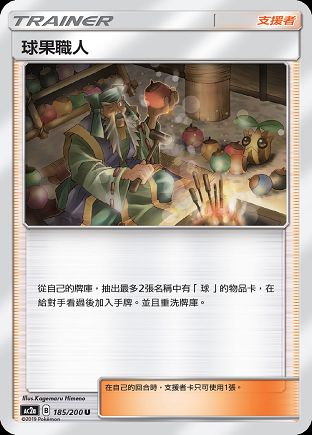 TRAINER 支援者
球果職人
從自己的牌庫,抽出最多2張名稱中有「球」的物品卡,在
給對手看過後加入手牌。並且重洗牌庫。
Illus.Kagemaru Himeno
AC2a B 185/200 U
©2019 Pokémon
在自己的回合時,支援者卡只可使用1張。